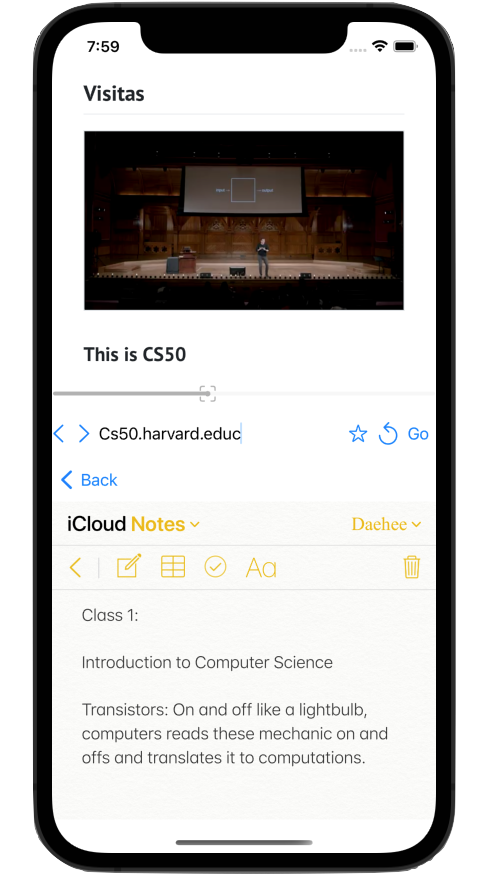 7:59
Visitas
This is CS50
Cs50.harvard.educ
Go
Back
iCloud Notes
Daehee
Aa
Class 1:
Introduction to Computer Science
Transistors: On and off like a lightbulb,
computers reads these mechanic on and
offs and translates it to computations.